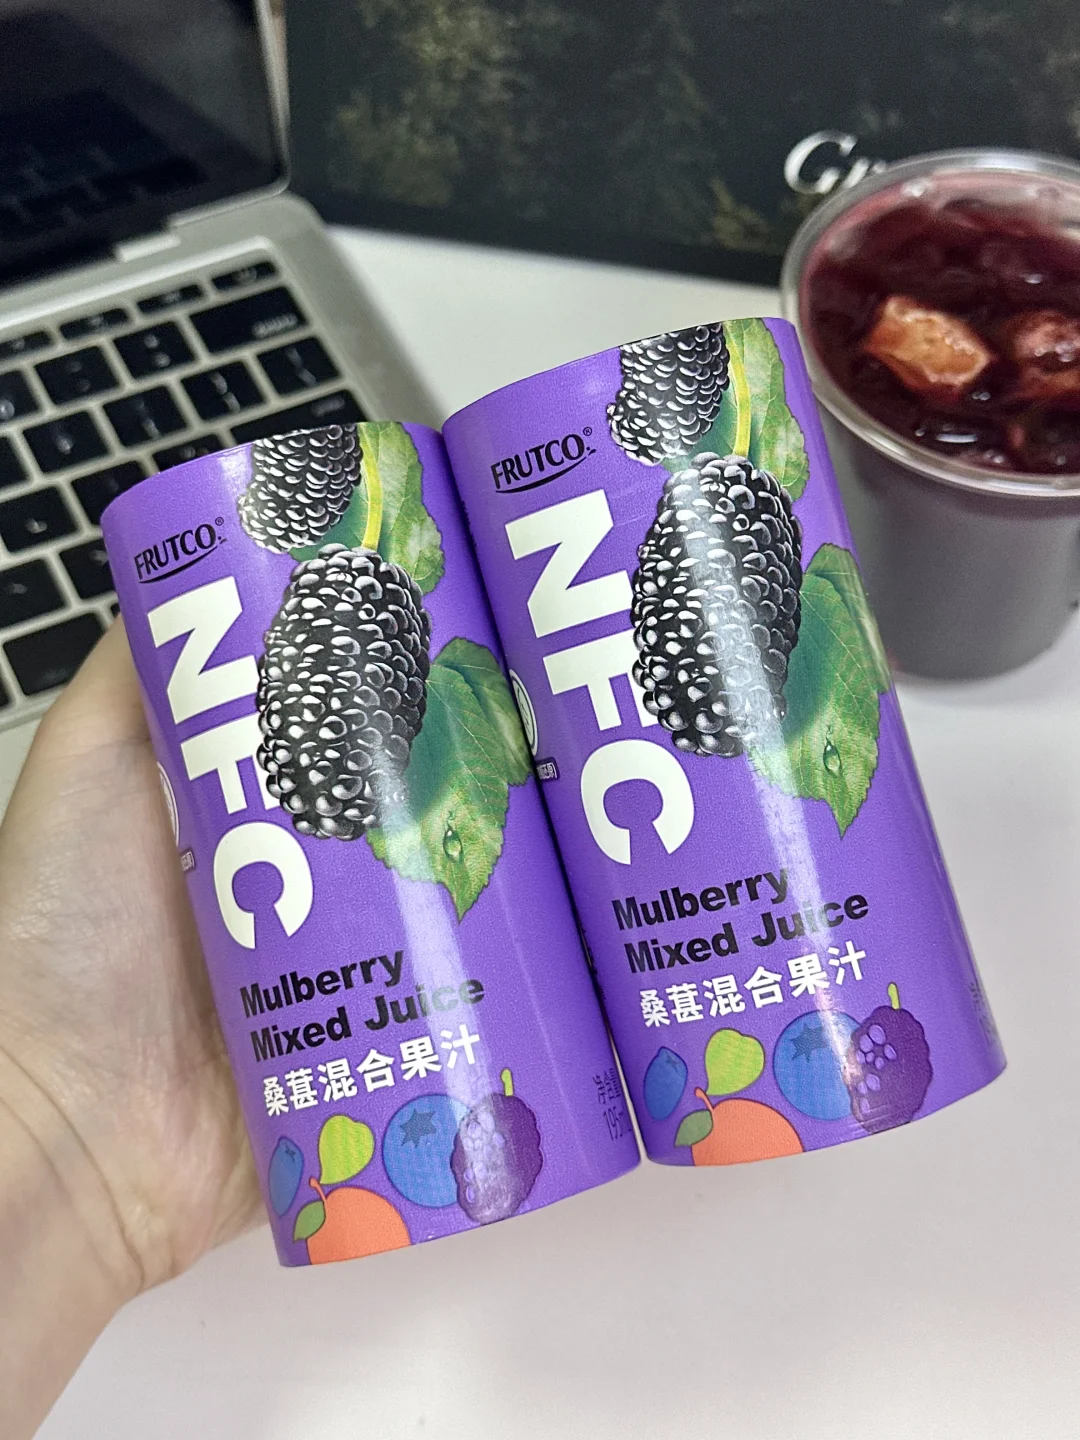 FRUTCO®
NFC
Mulberry
Mixed Juice
桑葚混合果汁
FRUTCO®
NFC
Mulberry
Mixed Juice
桑葚混合果汁